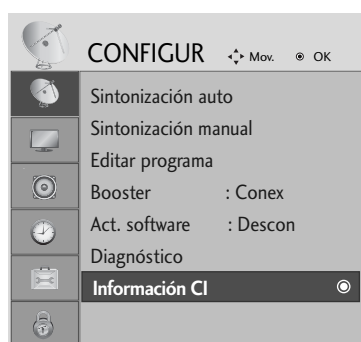 CONFIGUR Mov. OK
Sintonización auto
Sintonización manual
Editar programa
Booster : Conex
Act. software : Descon
Diagnóstico
Información CI